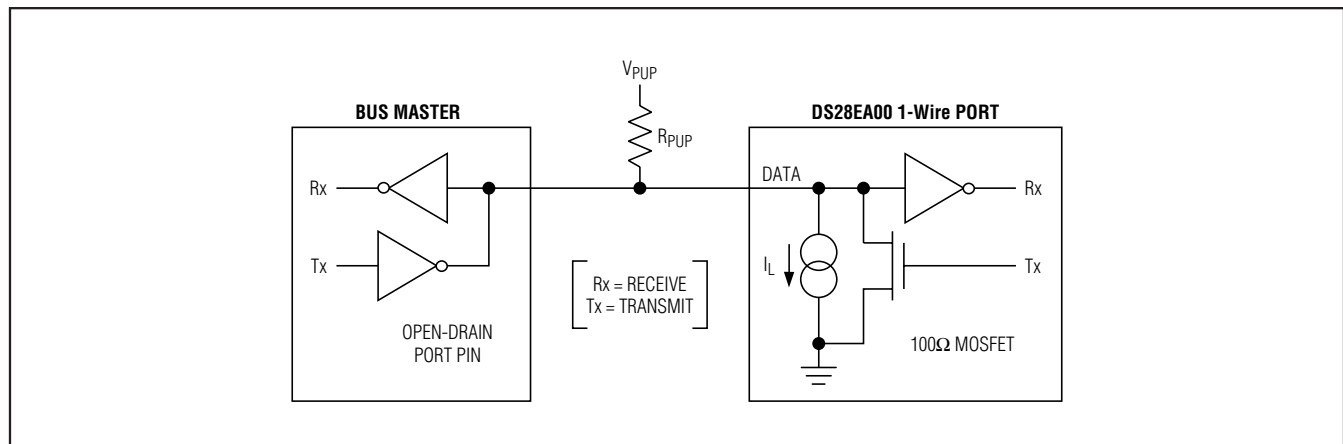 VPUP
BUS MASTER
DS28EA00 1-Wire PORT
RPUP
Rx
DATA
Rx
Tx
IL
Tx
Rx = RECEIVE
Tx = TRANSMIT
OPEN-DRAIN
PORT PIN
100Ω MOSFET